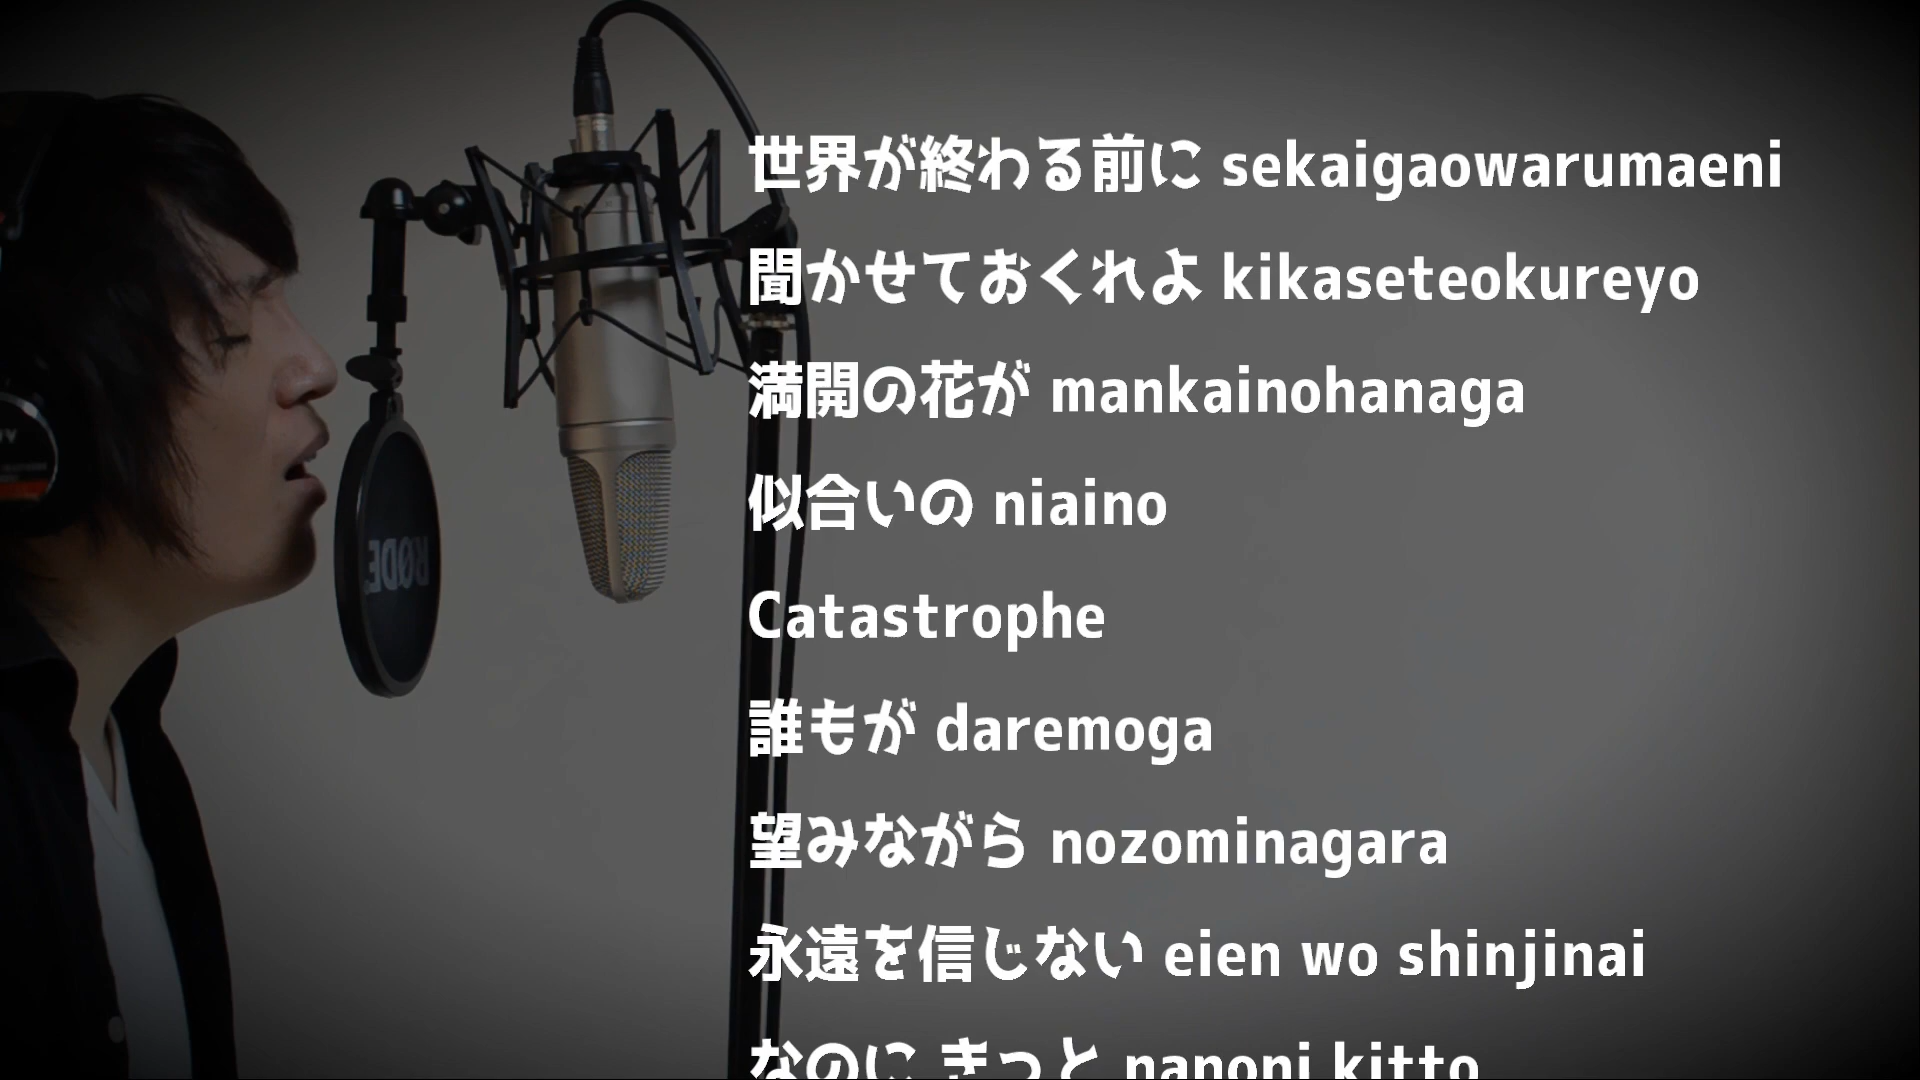 世界が終わる前に sekaigaowarumaeni
聞かせておくれよ kikaseteokureyo
満開の花が mankainohanaga
似合いの niaino
Catastrophe
誰もが daremoga
望みながら nozominagara
永遠を信じない eien wo shinjinai
なのに きっと nanoni kitto
RØDE